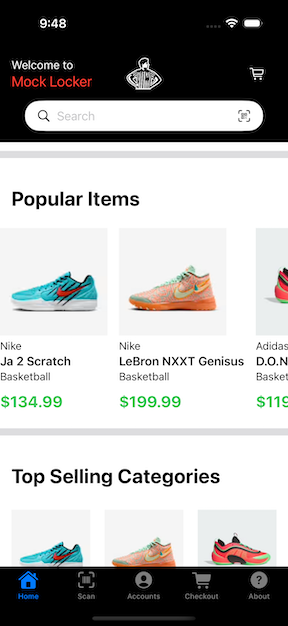 9:48
Welcome to
Mock Locker
Search
Popular Items
Nike
Ja 2 Scratch
Basketball
$134.99
Nike
LeBron NXXT Genisus
Basketball
$199.99
Adidas
D.O.N
Basket
$119
Top Selling Categories
Home
Scan
Accounts
Checkout
About